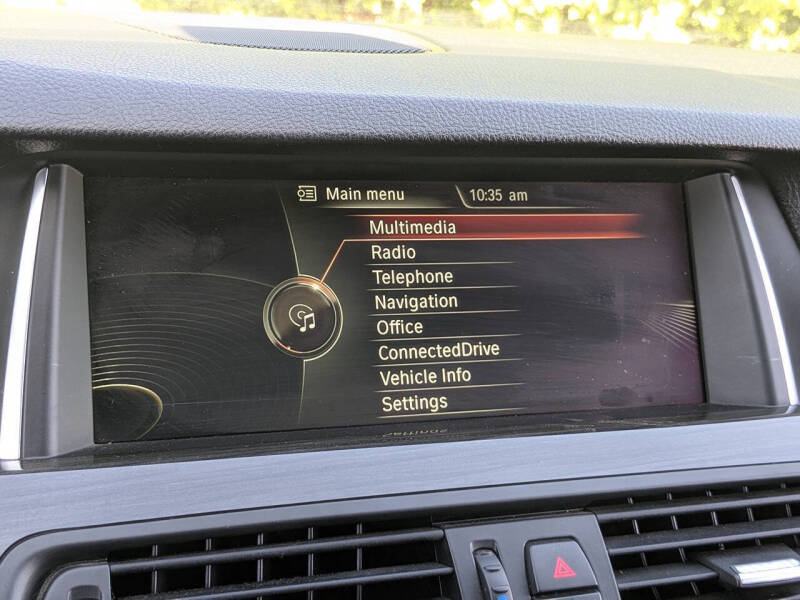 Main menu 10:35 am
Multimedia
Radio
Telephone
Navigation
Office
ConnectedDrive
Vehicle Info
Settings